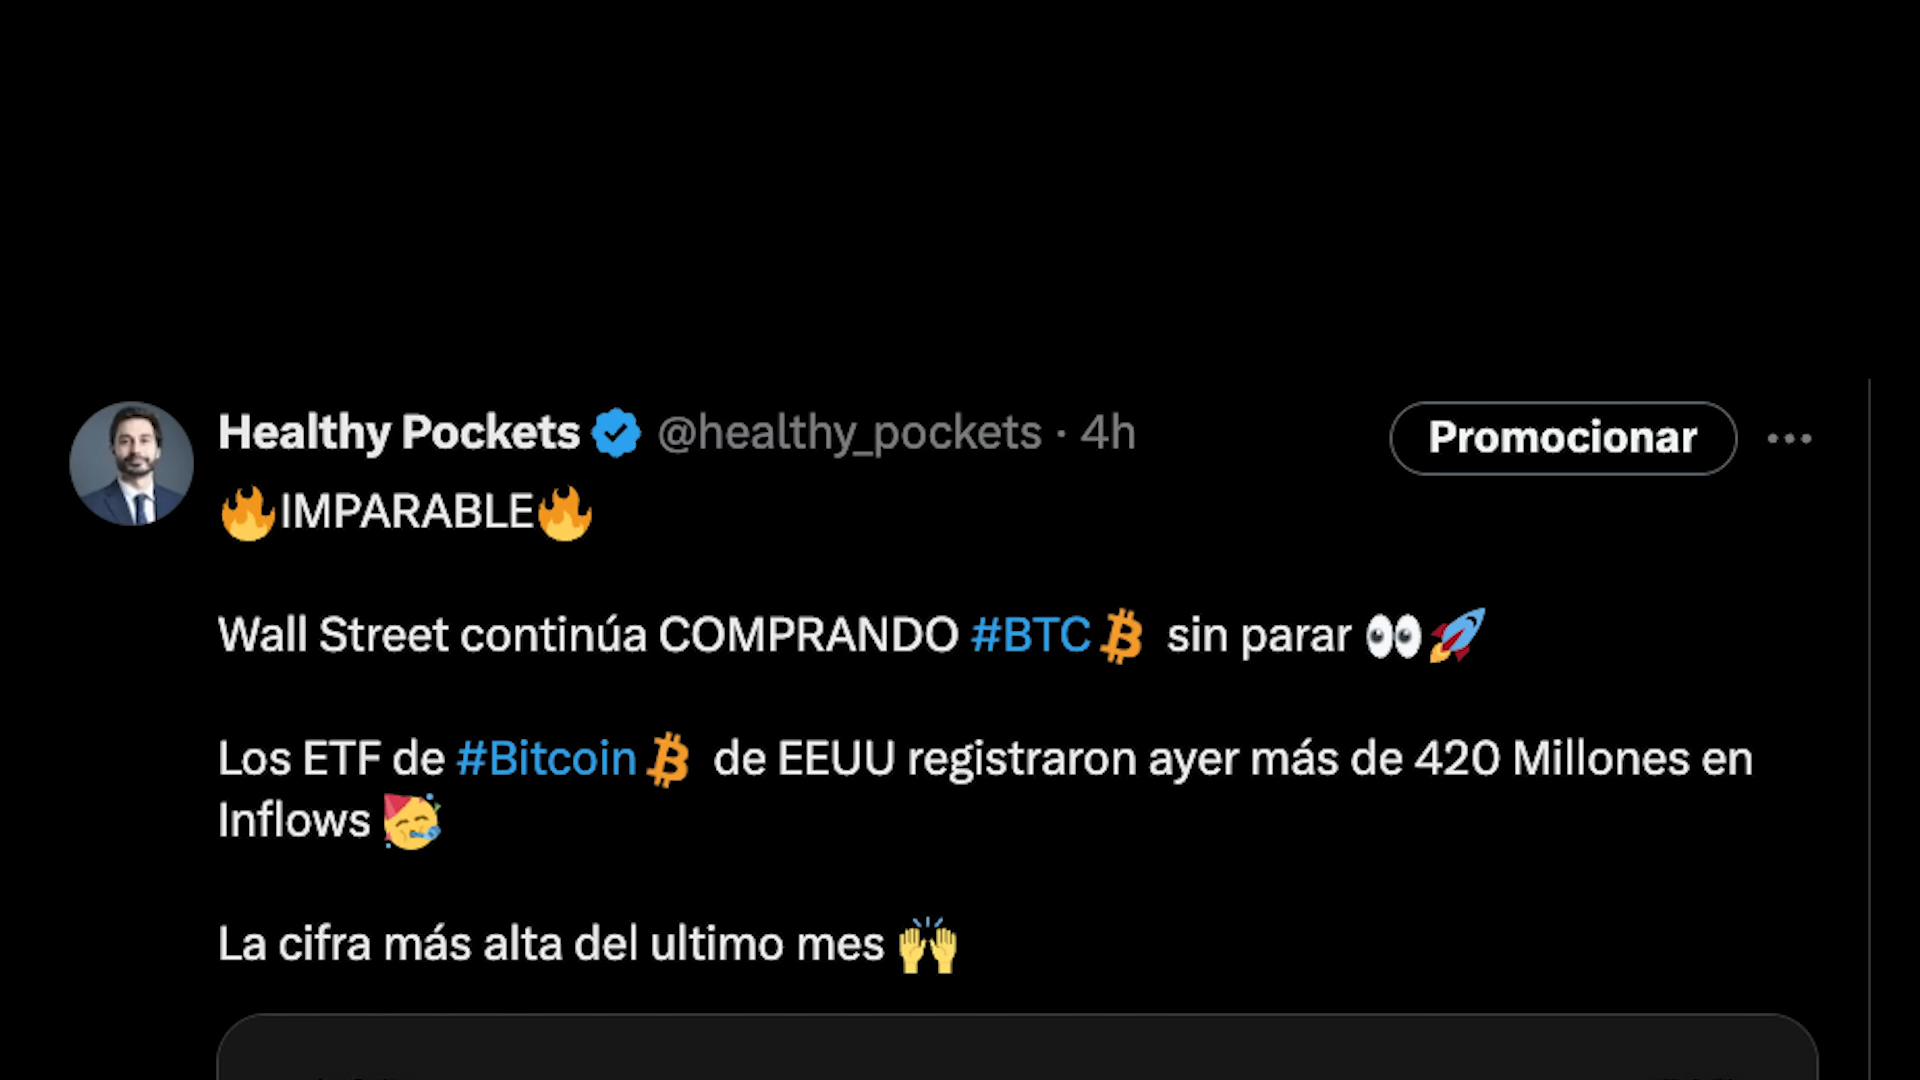 Healthy Pockets @healthy_pockets · 4h
Promocionar
🔥IMPARABLE🔥
Wall Street continúa COMPRANDO #BTC sin parar 👀🚀
Los ETF de #Bitcoin de EEUU registraron ayer más de 420 Millones en
Inflows 🥳
La cifra más alta del ultimo mes 🙌